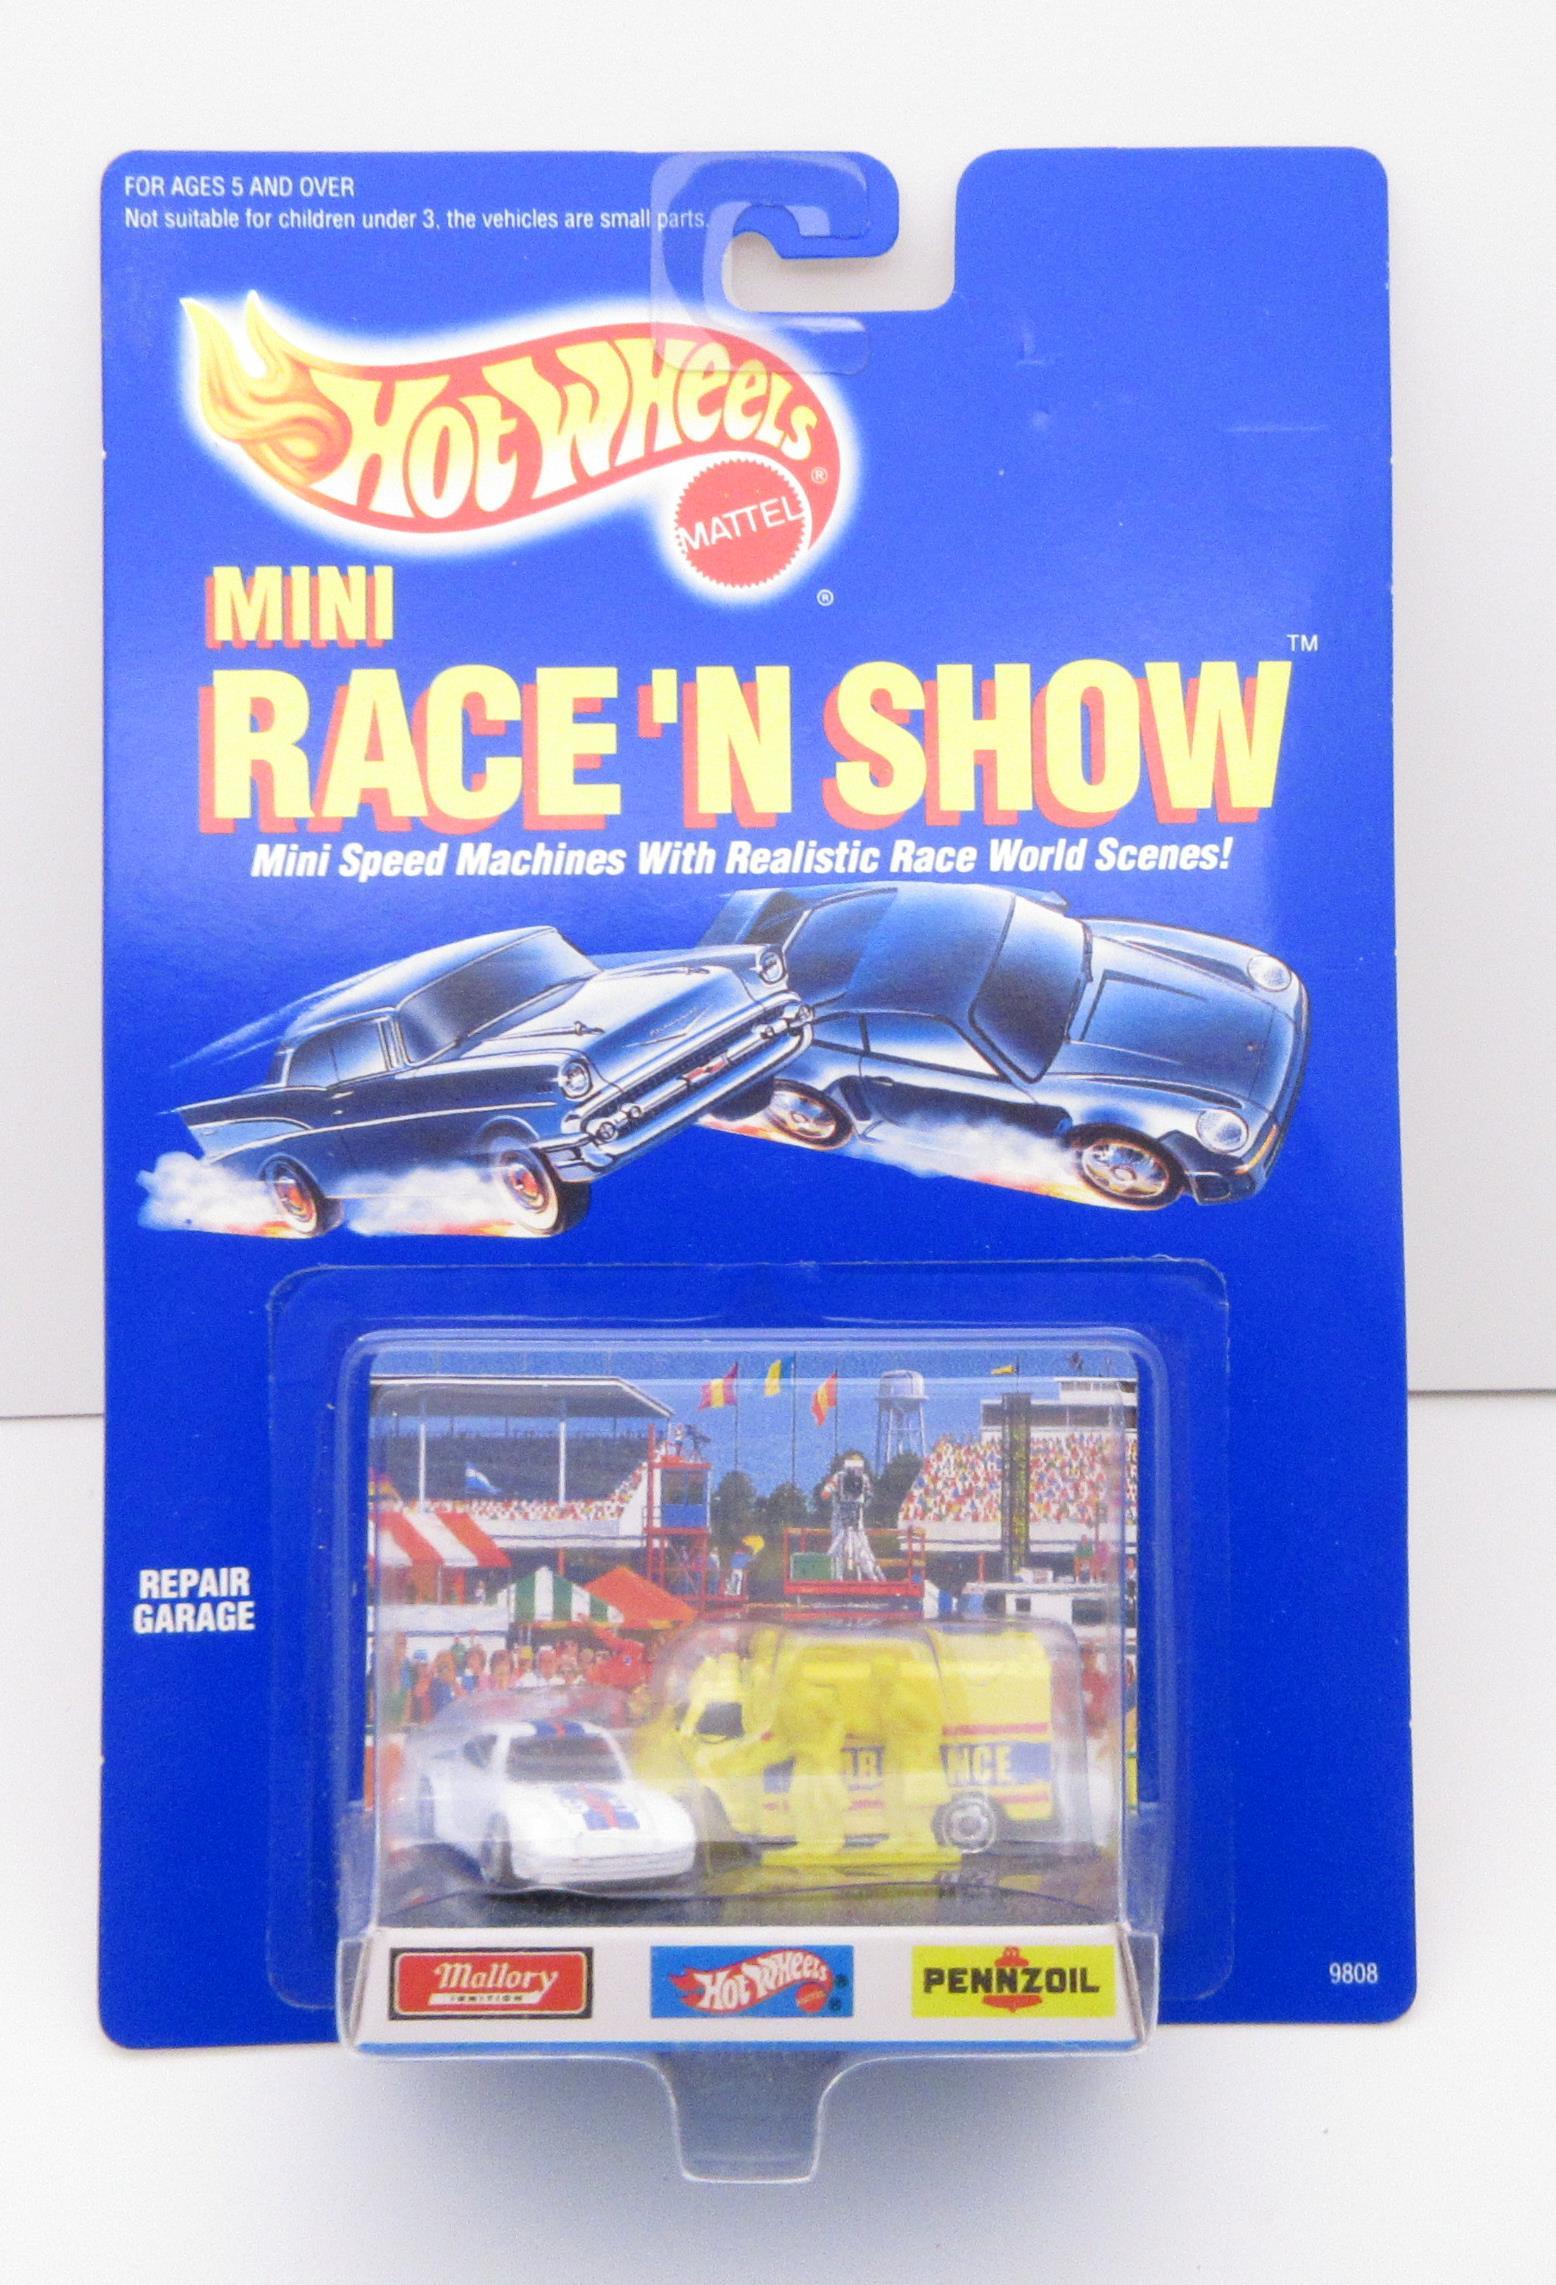 FOR AGES 5 AND OVER
Not suitable for children under 3, the vehicles are small parts.
HOT WHEELS ®
MATTEL
®
MINI
RACE 'N SHOW ™
Mini Speed Machines With Realistic Race World Scenes!
REPAIR
GARAGE
Mallory
IGNITION
HOT WHEELS ®
MATTEL ®
PENNZOIL
9808